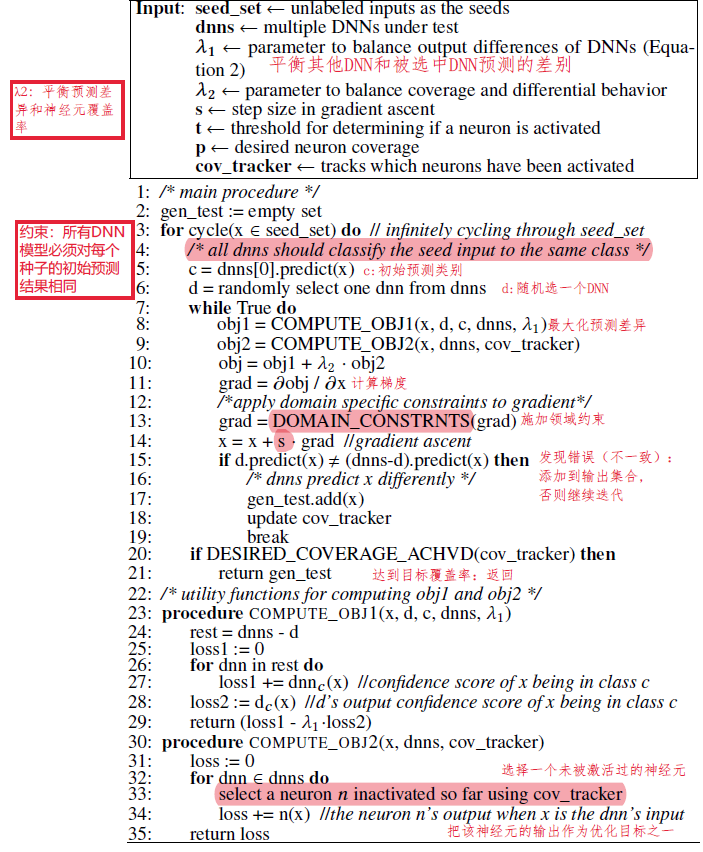 Input: seed_set ← unlabeled inputs as the seeds
dnns ← multiple DNNs under test
λ1 ← parameter to balance output differences of DNNs (Equa-
tion 2) 平衡其他DNN和被选中DNN预测的差别
λ2 ← parameter to balance coverage and differential behavior
s ← step size in gradient ascent
t ← threshold for determining if a neuron is activated
p ← desired neuron coverage
cov_tracker ← tracks which neurons have been activated
λ2: 平衡预测差
异和神经元覆盖
率
1: /* main procedure */
2: gen_test := empty set
3: for cycle(x ∈ seed_set) do // infinitely cycling through seed_set
4: /* all dnns should classify the seed input to the same class */
5: c = dnns[0].predict(x) c:初始预测类别
6: d = randomly select one dnn from dnns d:随机选一个DNN
约束：所有DNN
模型必须对每个
种子的初始预测
结果相同
7: while True do
8: obj1 = COMPUTE_OBJ1(x, d, c, dnns, λ1) 最大化预测差异
9: obj2 = COMPUTE_OBJ2(x, dnns, cov_tracker)
10: obj = obj1 + λ2 · obj2
11: grad = ∂obj / ∂x 计算梯度
12: /*apply domain specific constraints to gradient*/
13: grad = DOMAIN_CONSTRNTS(grad) 施加领域约束
14: x = x + s · grad //gradient ascent
15: if d.predict(x) ≠ (dnns-d).predict(x) then
16: /* dnns predict x differently */
17: gen_test.add(x)
18: update cov_tracker
19: break
发现错误（不一致）：
添加到输出集合，
否则继续迭代
20: if DESIRED_COVERAGE_ACHVD(cov_tracker) then
21: return gen_test 达到目标覆盖率：返回
22: /* utility functions for computing obj1 and obj2 */
23: procedure COMPUTE_OBJ1(x, d, c, dnns, λ1)
24: rest = dnns - d
25: loss1 := 0
26: for dnn in rest do
27: loss1 += dnnc(x) //confidence score of x being in class c
28: loss2 := dc(x) //d's output confidence score of x being in class c
29: return (loss1 - λ1·loss2)
30: procedure COMPUTE_OBJ2(x, dnns, cov_tracker)
31: loss := 0
32: for dnn ∈ dnns do 选择一个未被激活过的神经元
33: select a neuron n inactivated so far using cov_tracker
34: loss += n(x) //the neuron n's output when x is the dnn's input
35: return loss 把该神经元的输出作为优化目标之一